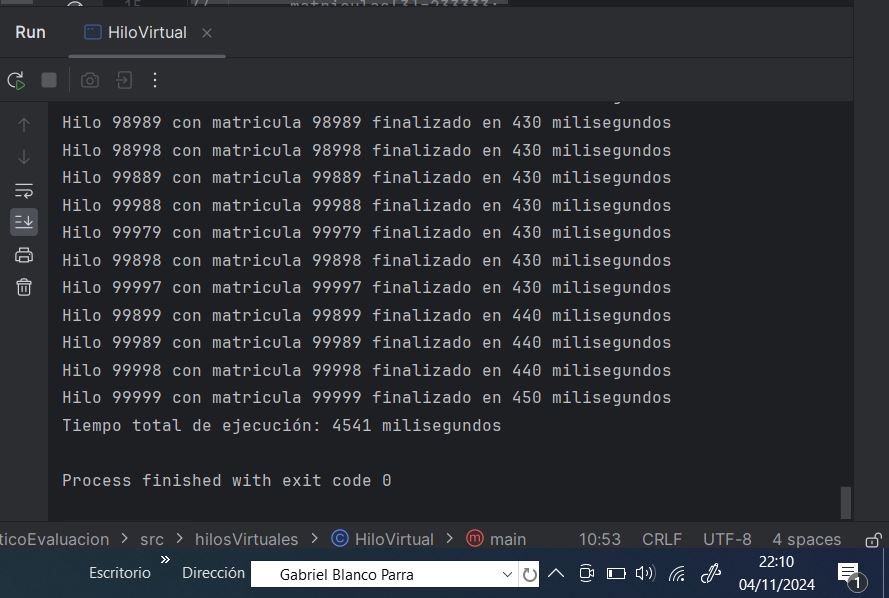 15 // matriculas[3]=233333;
Run HiloVirtual
Hilo 98989 con matricula 98989 finalizado en 430 milisegundos
Hilo 98998 con matricula 98998 finalizado en 430 milisegundos
Hilo 99889 con matricula 99889 finalizado en 430 milisegundos
Hilo 99988 con matricula 99988 finalizado en 430 milisegundos
Hilo 99979 con matricula 99979 finalizado en 430 milisegundos
Hilo 99898 con matricula 99898 finalizado en 430 milisegundos
Hilo 99997 con matricula 99997 finalizado en 430 milisegundos
Hilo 99899 con matricula 99899 finalizado en 440 milisegundos
Hilo 99989 con matricula 99989 finalizado en 440 milisegundos
Hilo 99998 con matricula 99998 finalizado en 440 milisegundos
Hilo 99999 con matricula 99999 finalizado en 450 milisegundos
Tiempo total de ejecución: 4541 milisegundos
Process finished with exit code 0
ticoEvaluacion > src > hilosVirtuales > HiloVirtual > main 10:53 CRLF UTF-8 4 spaces
Escritorio » Dirección Gabriel Blanco Parra 22:10
04/11/2024 1